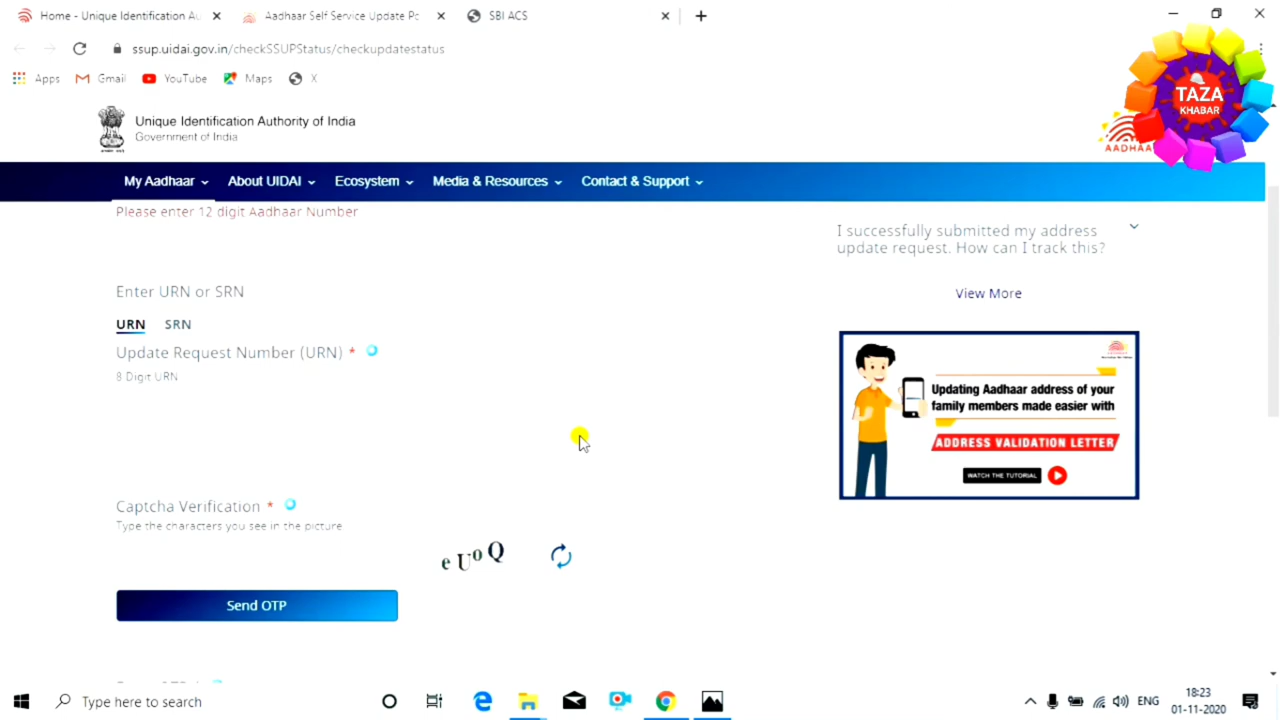 Home - Unique Identification Au
Aadhaar Self Service Update Po
SBI ACS
ssup.uidai.gov.in/checkSSUPStatus/checkupdatestatus
Apps
Gmail
YouTube
Maps
X
Unique Identification Authority of India
Government of India
TAZA
KHABAR
AADHAA
My Aadhaar
About UIDAI
Ecosystem
Media & Resources
Contact & Support
Please enter 12 digit Aadhaar Number
I successfully submitted my address
update request. How can I track this?
View More
Enter URN or SRN
URN SRN
Update Request Number (URN) *
8 Digit URN
Updating Aadhaar address of your
family members made easier with
ADDRESS VALIDATION LETTER
WATCH THE TUTORIAL
Captcha Verification *
Type the characters you see in the picture
e U o Q
Send OTP
Type here to search
ENG
18:23
01-11-2020